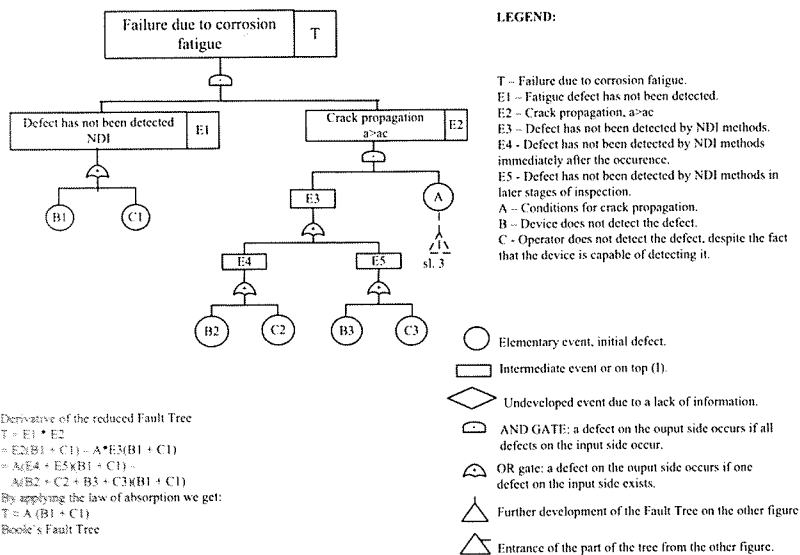 Failure due to corrosion
fatigue
T
Defect has not been detected
NDI
E1
Crack propagation
a>ac
E2
B1
C1
E3
A
sl. 3
E4
E5
B2
C2
B3
C3
LEGEND:
T – Failure due to corrosion fatigue.
E1 – Fatigue defect has not been detected.
E2 – Crack propagation, a>ac
E3 – Defect has not been detected by NDI methods.
E4 - Defect has not been detected by NDI methods
immediately after the occurence.
E5 - Defect has not been detected by NDI methods in
later stages of inspection.
A – Conditions for crack propagation.
B – Device does not detect the defect.
C - Operator does not detect the defect, despite the fact
that the device is capable of detecting it.
Elementary event, initial defect.
Intermediate event or on top (I).
Undeveloped event due to a lack of information.
AND GATE: a defect on the ouput side occurs if all
defects on the input side occur.
OR gate: a defect on the ouput side occurs if one
defect on the input side exists.
Further development of the Fault Tree on the other figure
Entrance of the part of the tree from the other figure.
Derivative of the reduced Fault Tree
T = E1 * E2
= E2(B1 + C1) – A*E3(B1 + C1)
= A(E4 + E5)(B1 + C1) –
A(B2 + C2 + B3 + C3)(B1 + C1)
By applying the law of absorption we get:
T = A (B1 + C1)
Boole's Fault Tree